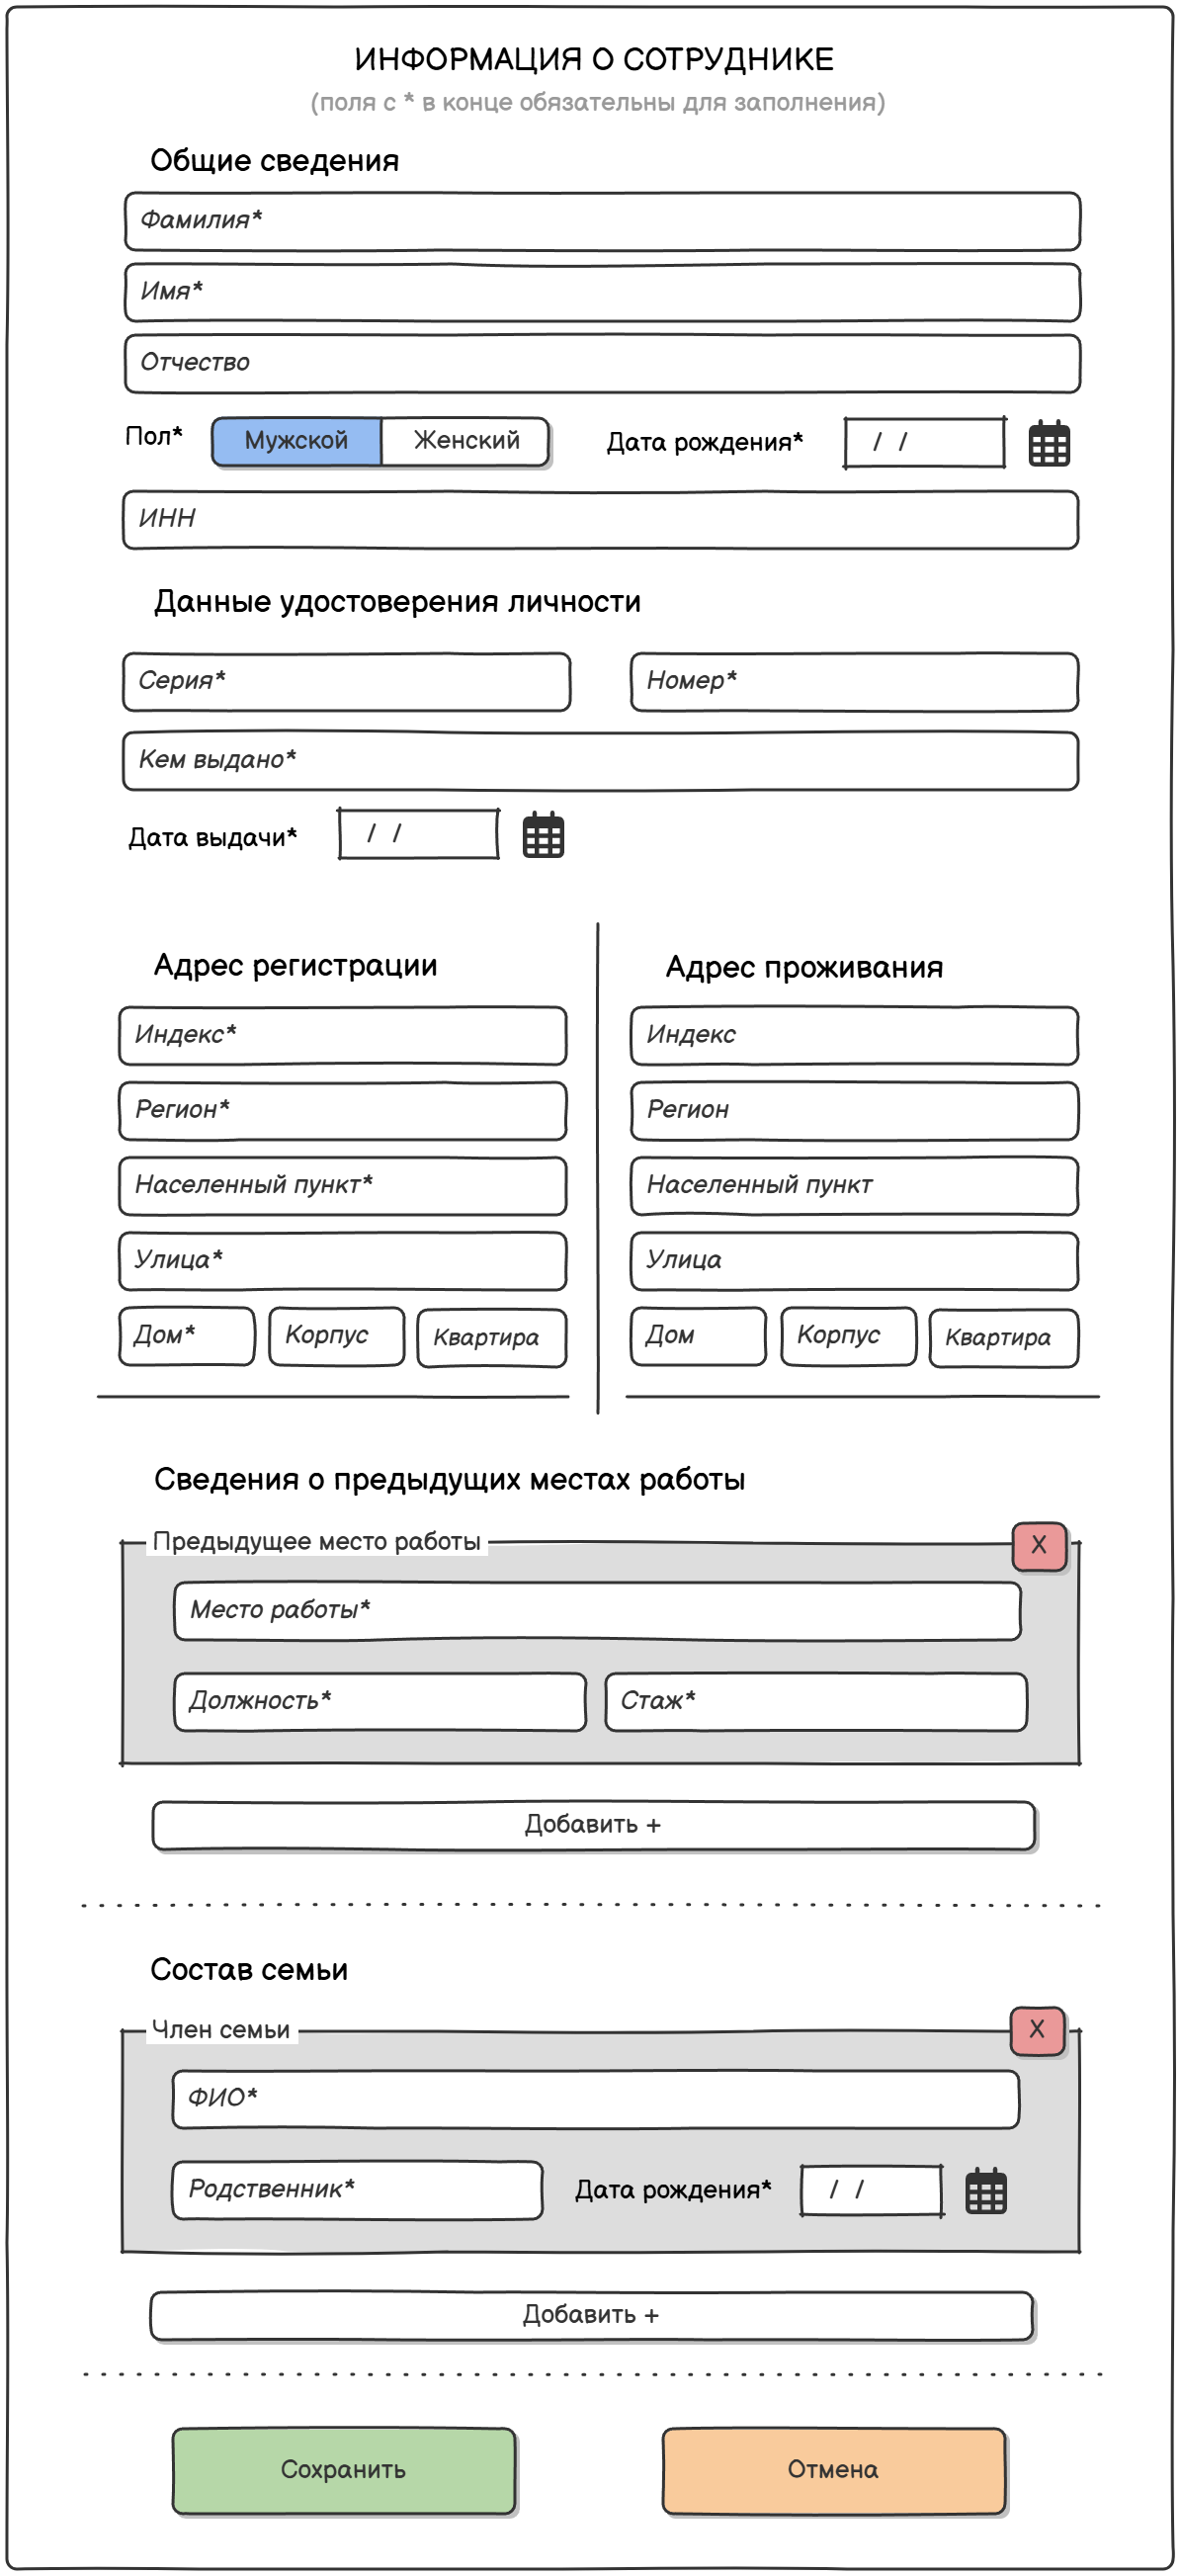 ИНФОРМАЦИЯ О СОТРУДНИКЕ
(поля с * в конце обязательны для заполнения)
Общие сведения
Фамилия*
Имя*
Отчество
Пол* Мужской Женский Дата рождения* / /
ИНН
Данные удостоверения личности
Серия* Номер*
Кем выдано*
Дата выдачи* / /
Адрес регистрации
Индекс*
Регион*
Населенный пункт*
Улица*
Дом* Корпус Квартира
Адрес проживания
Индекс
Регион
Населенный пункт
Улица
Дом Корпус Квартира
Сведения о предыдущих местах работы
Предыдущее место работы X
Место работы*
Должность* Стаж*
Добавить +
Состав семьи
Член семьи X
ФИО*
Родственник* Дата рождения* / /
Добавить +
Сохранить Отмена